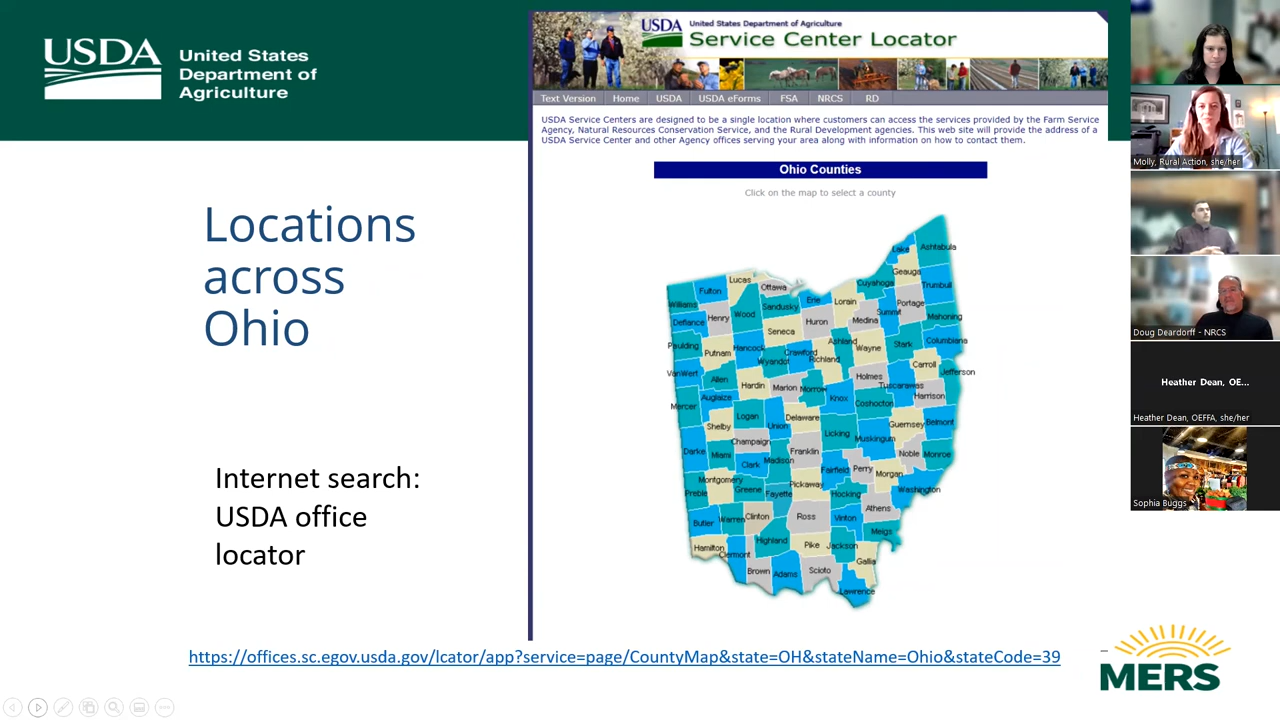 USDA
United States
Department of
Agriculture
Locations
across
Ohio
Internet search:
USDA office
locator
USDA
United States Department of Agriculture
Service Center Locator
Text Version
Home
USDA
USDA eForms
FSA
NRCS
RD
USDA Service Centers are designed to be a single location where customers can access the services provided by the Farm Service
Agency, Natural Resources Conservation Service, and the Rural Development agencies. This web site will provide the address of a
USDA Service Center and other Agency offices serving your area along with information on how to contact them.
Ohio Counties
Click on the map to select a county
Ashtabula
Lake
Geauga
Lucas
Ottawa
Fulton
Williams
Cuyahoga
Trumbull
Erie
Lorain
Sandusky
Portage
Wood
Henry
Defiance
Huron
Medina
Summit
Mahoning
Seneca
Paulding
Putnam
Hancock
Wyandot
Crawford
Richland
Ashland
Wayne
Stark
Columbiana
VanWert
Allen
Hardin
Marion
Morrow
Holmes
Carroll
Jefferson
Tuscarawas
Auglaize
Knox
Harrison
Mercer
Coshocton
Logan
Shelby
Union
Delaware
Guernsey
Belmont
Licking
Muskingum
Champaign
Darke
Miami
Clark
Madison
Franklin
Noble
Monroe
Fairfield
Perry
Morgan
Montgomery
Greene
Preble
Fayette
Pickaway
Hocking
Washington
Butler
Warren
Clinton
Ross
Vinton
Athens
Meigs
Hamilton
Clermont
Highland
Pike
Jackson
Gallia
Brown
Adams
Scioto
Lawrence
https://offices.sc.egov.usda.gov/lcator/app?service=page/CountyMap&state=OH&stateName=Ohio&stateCode=39
MERS
Molly, Rural Action, she/her
Doug Deardorff - NRCS
Heather Dean, OE...
Heather Dean, OEFFA, she/her
Sophia Buggs